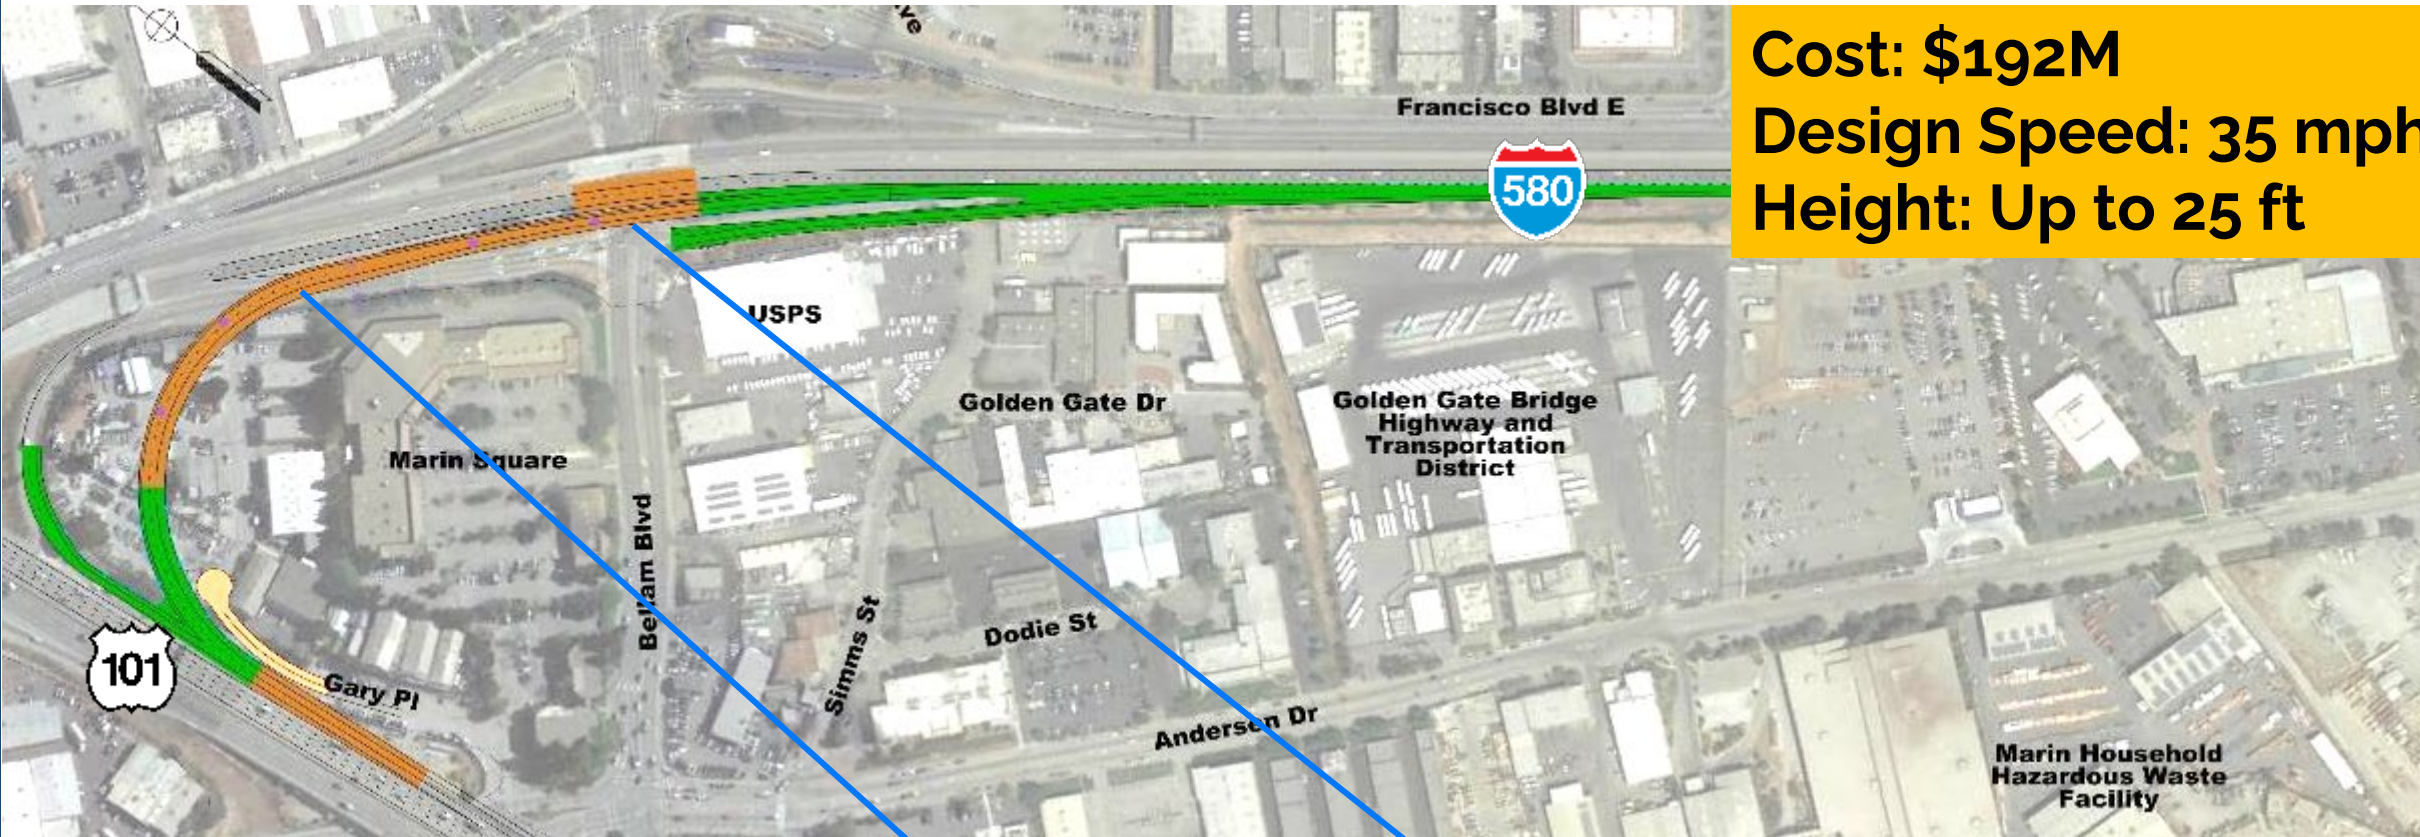 ve
Cost: $192M
Design Speed: 35 mph
Height: Up to 25 ft
Francisco Blvd E
580
USPS
Golden Gate Dr
Golden Gate Bridge
Highway and
Transportation
District
Marin Square
Bellam Blvd
Simms St
Dodie St
101
Gary Pl
Andersen Dr
Marin Household
Hazardous Waste
Facility